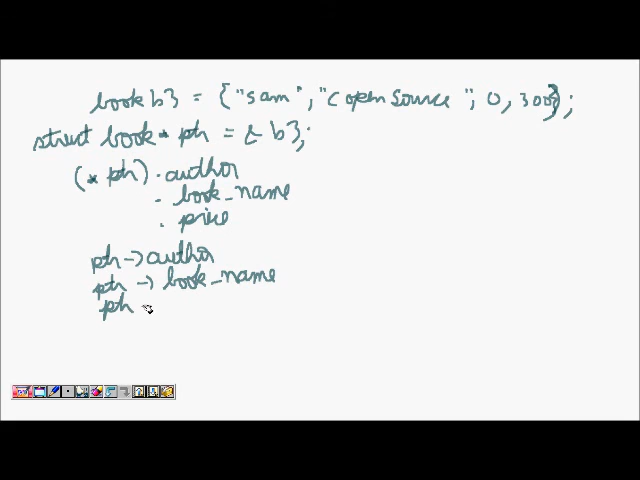 book b3 = { "sam", "C open Source ", 0, 300};
struct book * ptr = & b3;
(* ptr) . author
. book_name
. price
ptr -> author
ptr -> book_name
ptr